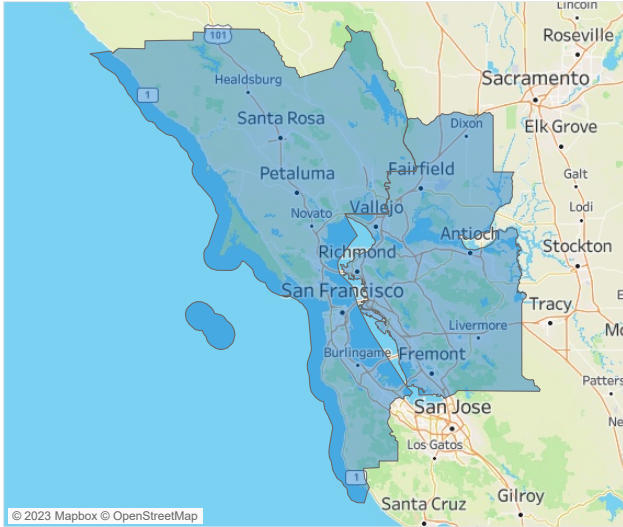 Lincoln
Roseville
101
Sacramento
Healdsburg
1
Santa Rosa
Dixon
Elk Grove
Petaluma
Fairfield
Galt
Novato
Vallejo
Lodi
Antioch
Stockton
Richmond
San Francisco
Tracy
Livermore
Burlingame
Fremont
Patters
San Jose
Los Gatos
1
Gilroy
Santa Cruz
© 2023 Mapbox © OpenStreetMap